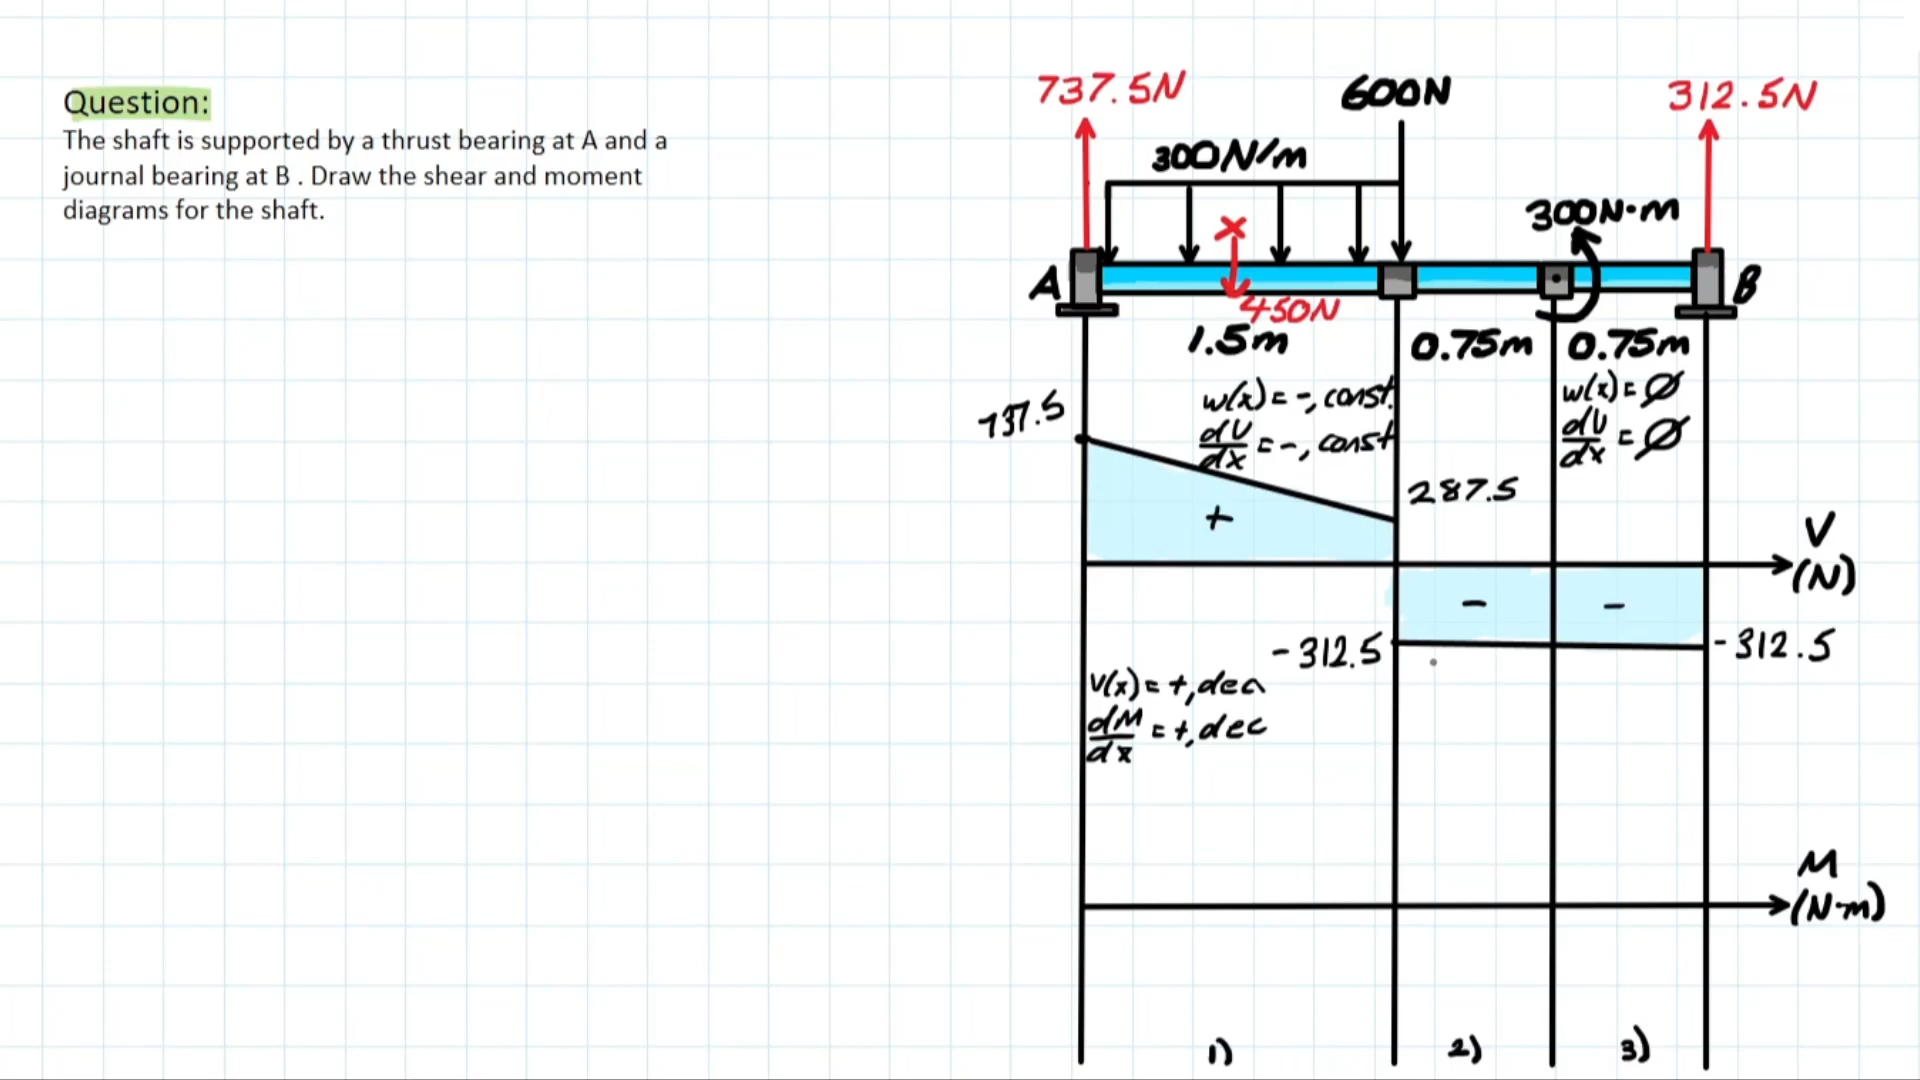 Question:
The shaft is supported by a thrust bearing at A and a
journal bearing at B . Draw the shear and moment
diagrams for the shaft.
737.5N
600N
312.5N
300N/m
300N·m
A
B
450N
1.5m
0.75m
0.75m
w(x) = -, const.
dV/dx = -, const
w(x) = Ø
dV/dx = Ø
737.5
287.5
+
V
(N)
-
-
-312.5
-312.5
V(x) = +, dec
dM/dx = +, dec
M
(N·m)
1)
2)
3)